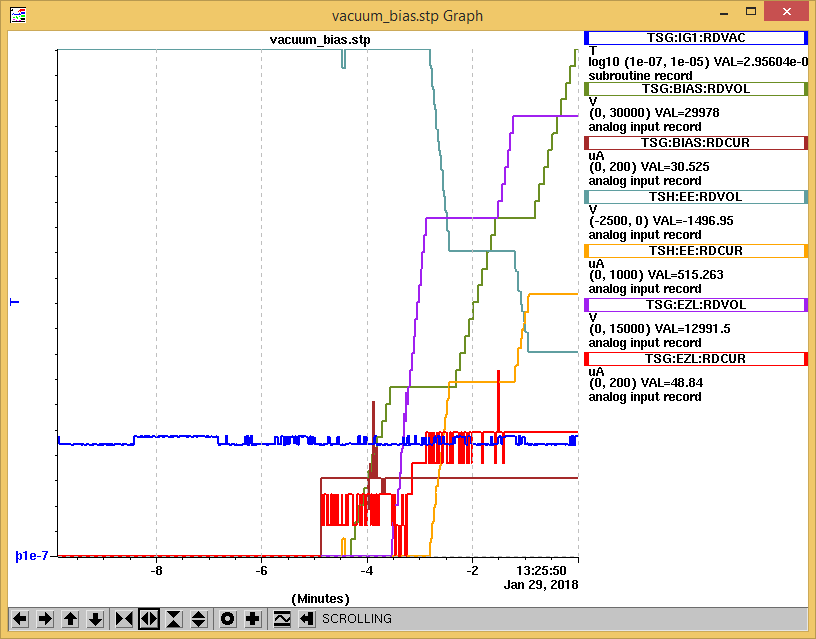 vacuum_bias.stp Graph
vacuum_bias.stp
TSG:IG1:RDVAC
T
log10 (1e-07, 1e-05) VAL=2.95604e-0
subroutine record
TSG:BIAS:RDVOL
V
(0, 30000) VAL=29978
analog input record
TSG:BIAS:RDCUR
uA
(0, 200) VAL=30.525
analog input record
TSH:EE:RDVOL
V
(-2500, 0) VAL=-1496.95
analog input record
TSH:EE:RDCUR
uA
(0, 1000) VAL=515.263
analog input record
TSG:EZL:RDVOL
V
(0, 15000) VAL=12991.5
analog input record
TSG:EZL:RDCUR
uA
(0, 200) VAL=48.84
analog input record
T
1e-7
-8 -6 -4 -2 13:25:50
Jan 29, 2018
(Minutes)
SCROLLING